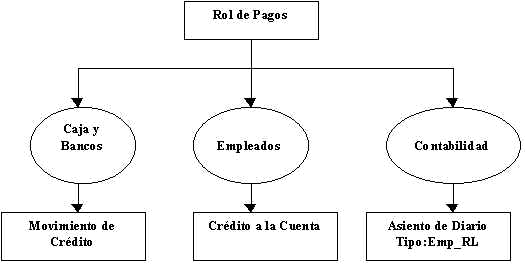 Rol de Pagos
Caja y
Bancos
Empleados
Contabilidad
Movimiento de
Crédito
Crédito a la Cuenta
Asiento de Diario
Tipo:Emp_RL